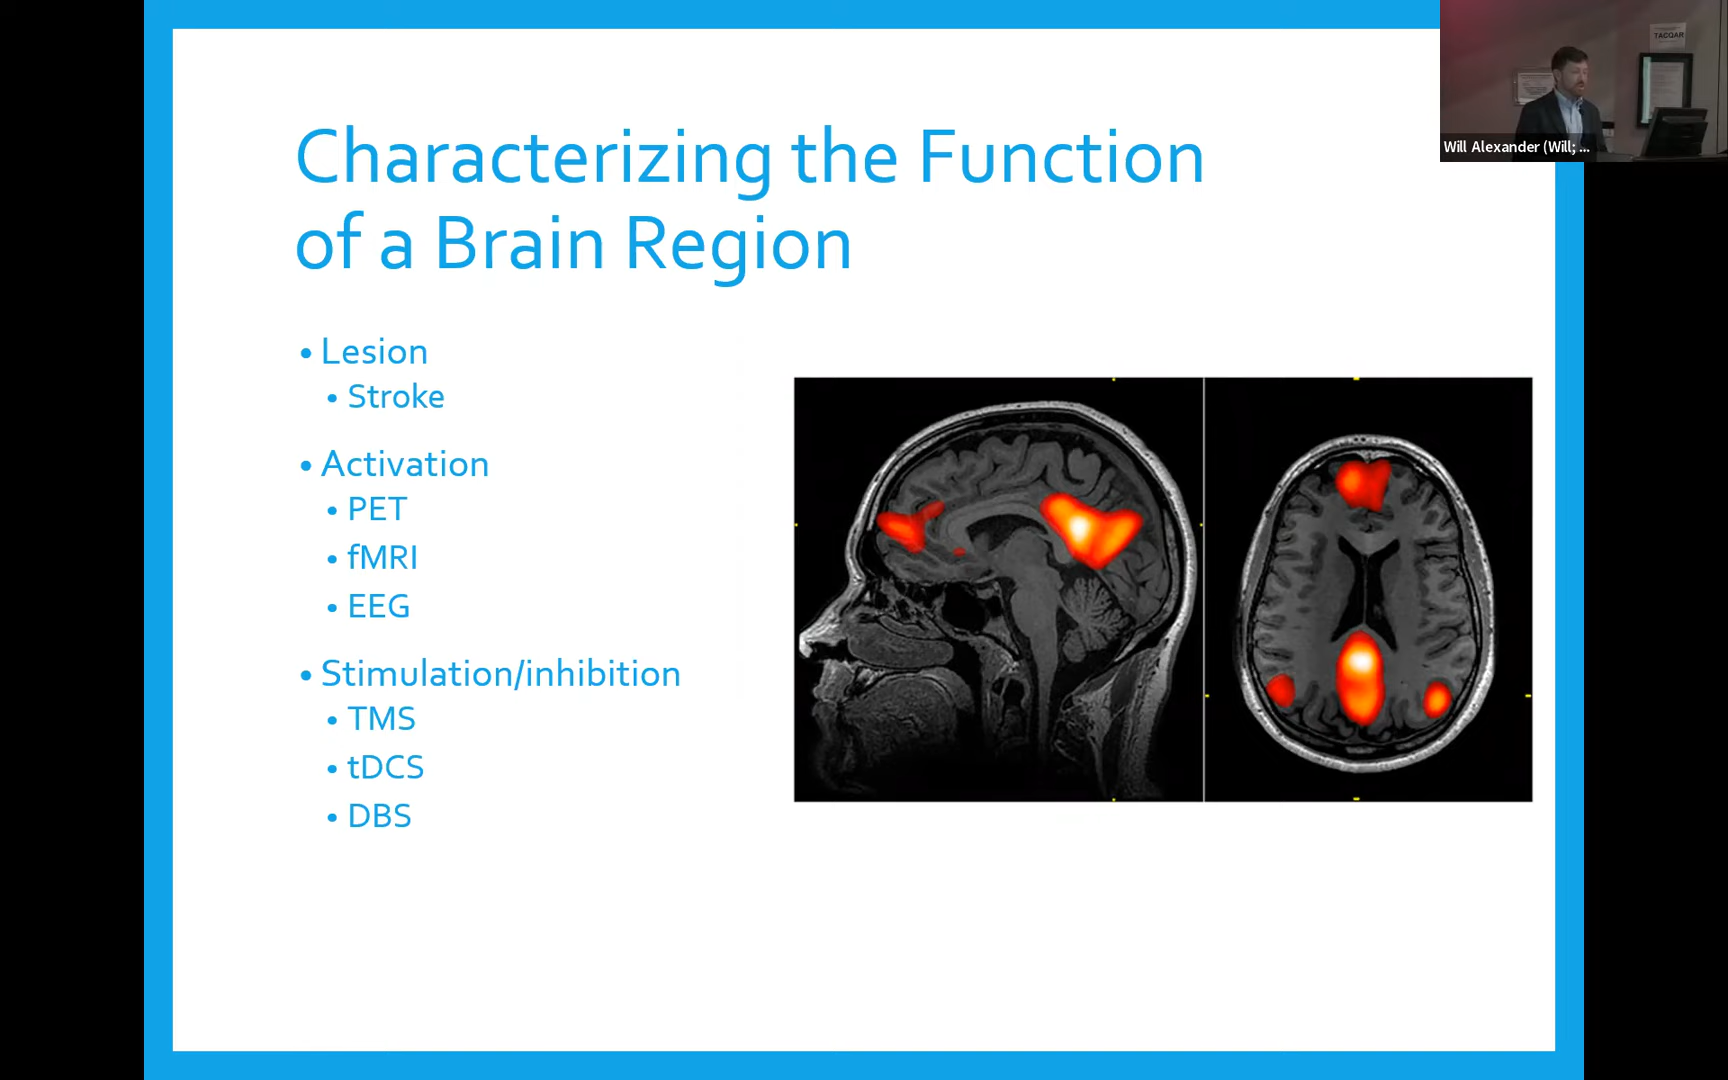 Characterizing the Function
of a Brain Region
• Lesion
• Stroke
• Activation
• PET
• fMRI
• EEG
• Stimulation/inhibition
• TMS
• tDCS
• DBS
TACQAR
Will Alexander (Will; ...